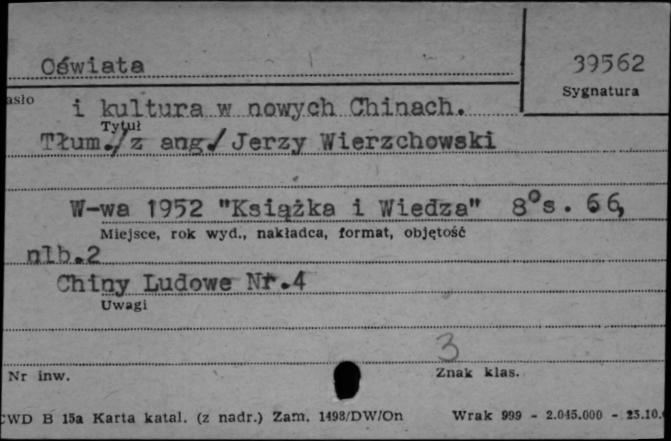 Oświata
39562
Sygnatura
asło
i kultura w nowych Chinach.
Tytuł
Tłum./z ang/ Jerzy Wierzchowski
W-wa 1952 "Książka i Wiedza" 8°s. 66,
Miejsce, rok wyd., nakładca, format, objętość
nlb.2
Chiny Ludowe Nr.4
Uwagi
3
Nr inw.
Znak klas.
CWD B 15a Karta katal. (z nadr.) Zam. 1498/DW/On Wrak 999 - 2.045.000 - 23.10.